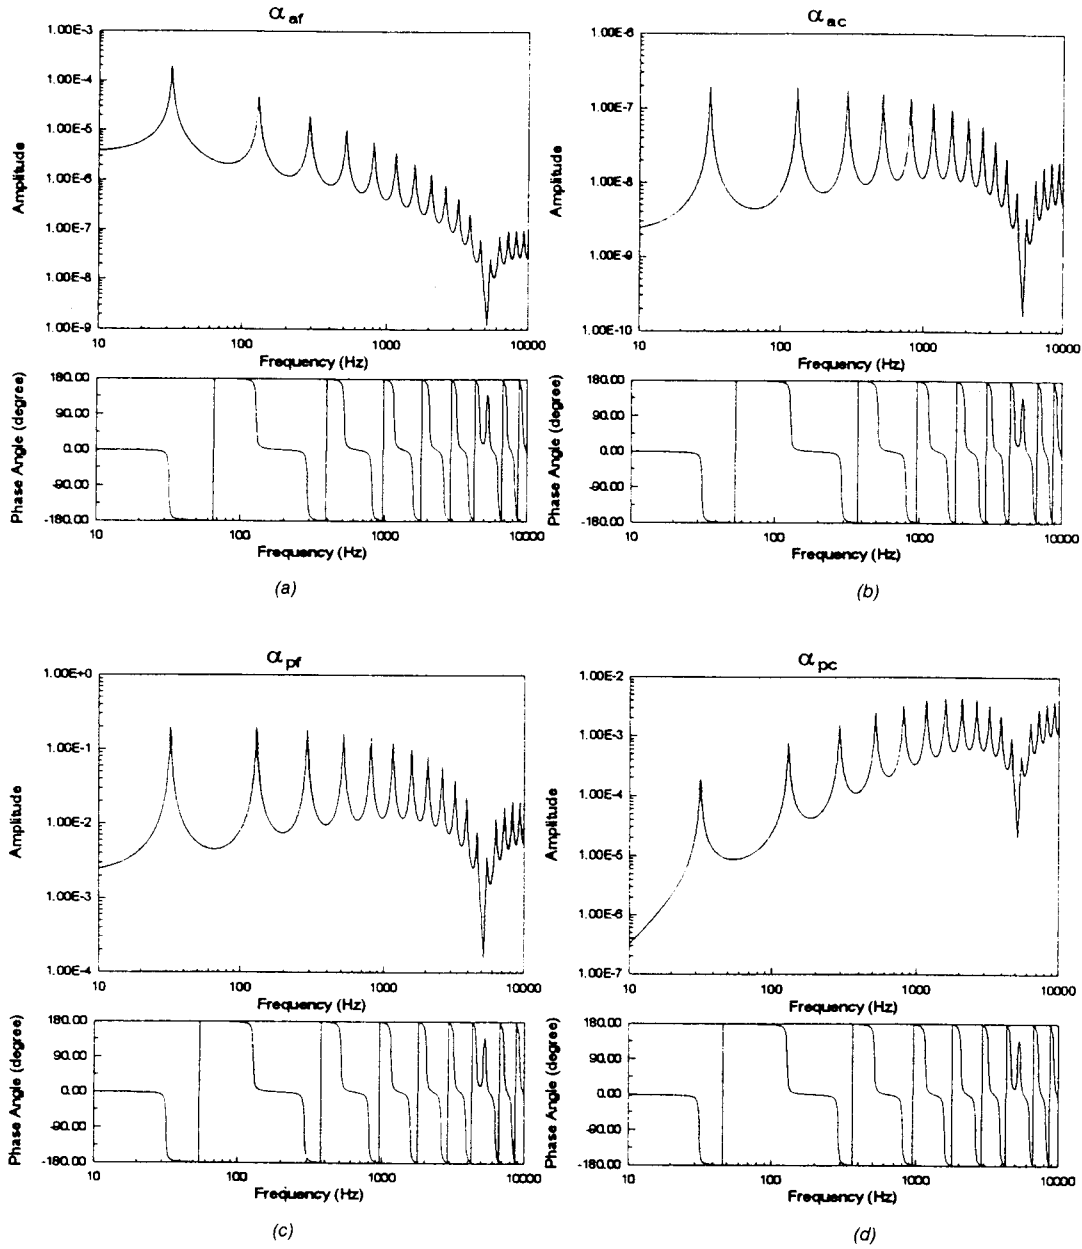 α af
1.00E-3
1.00E-4
1.00E-5
1.00E-6
1.00E-7
1.00E-8
1.00E-9
Amplitude
10
100
1000
10000
Frequency (Hz)
180.00
90.00
0.00
-90.00
-180.00
Phase Angle (degree)
10
100
1000
10000
Frequency (Hz)
(a)
α ac
1.00E-6
1.00E-7
1.00E-8
1.00E-9
1.00E-10
Amplitude
10
100
1000
10000
Frequency (Hz)
180.00
90.00
0.00
-90.00
-180.00
Phase Angle (degree)
10
100
1000
10000
Frequency (Hz)
(b)
α pf
1.00E+0
1.00E-1
1.00E-2
1.00E-3
1.00E-4
Amplitude
10
100
1000
10000
Frequency (Hz)
180.00
90.00
0.00
-90.00
-180.00
Phase Angle (degree)
10
100
1000
10000
Frequency (Hz)
(c)
α pc
1.00E-2
1.00E-3
1.00E-4
1.00E-5
1.00E-6
1.00E-7
Amplitude
10
100
1000
10000
Frequency (Hz)
180.00
90.00
0.00
-90.00
-180.00
Phase Angle (degree)
10
100
1000
10000
Frequency (Hz)
(d)